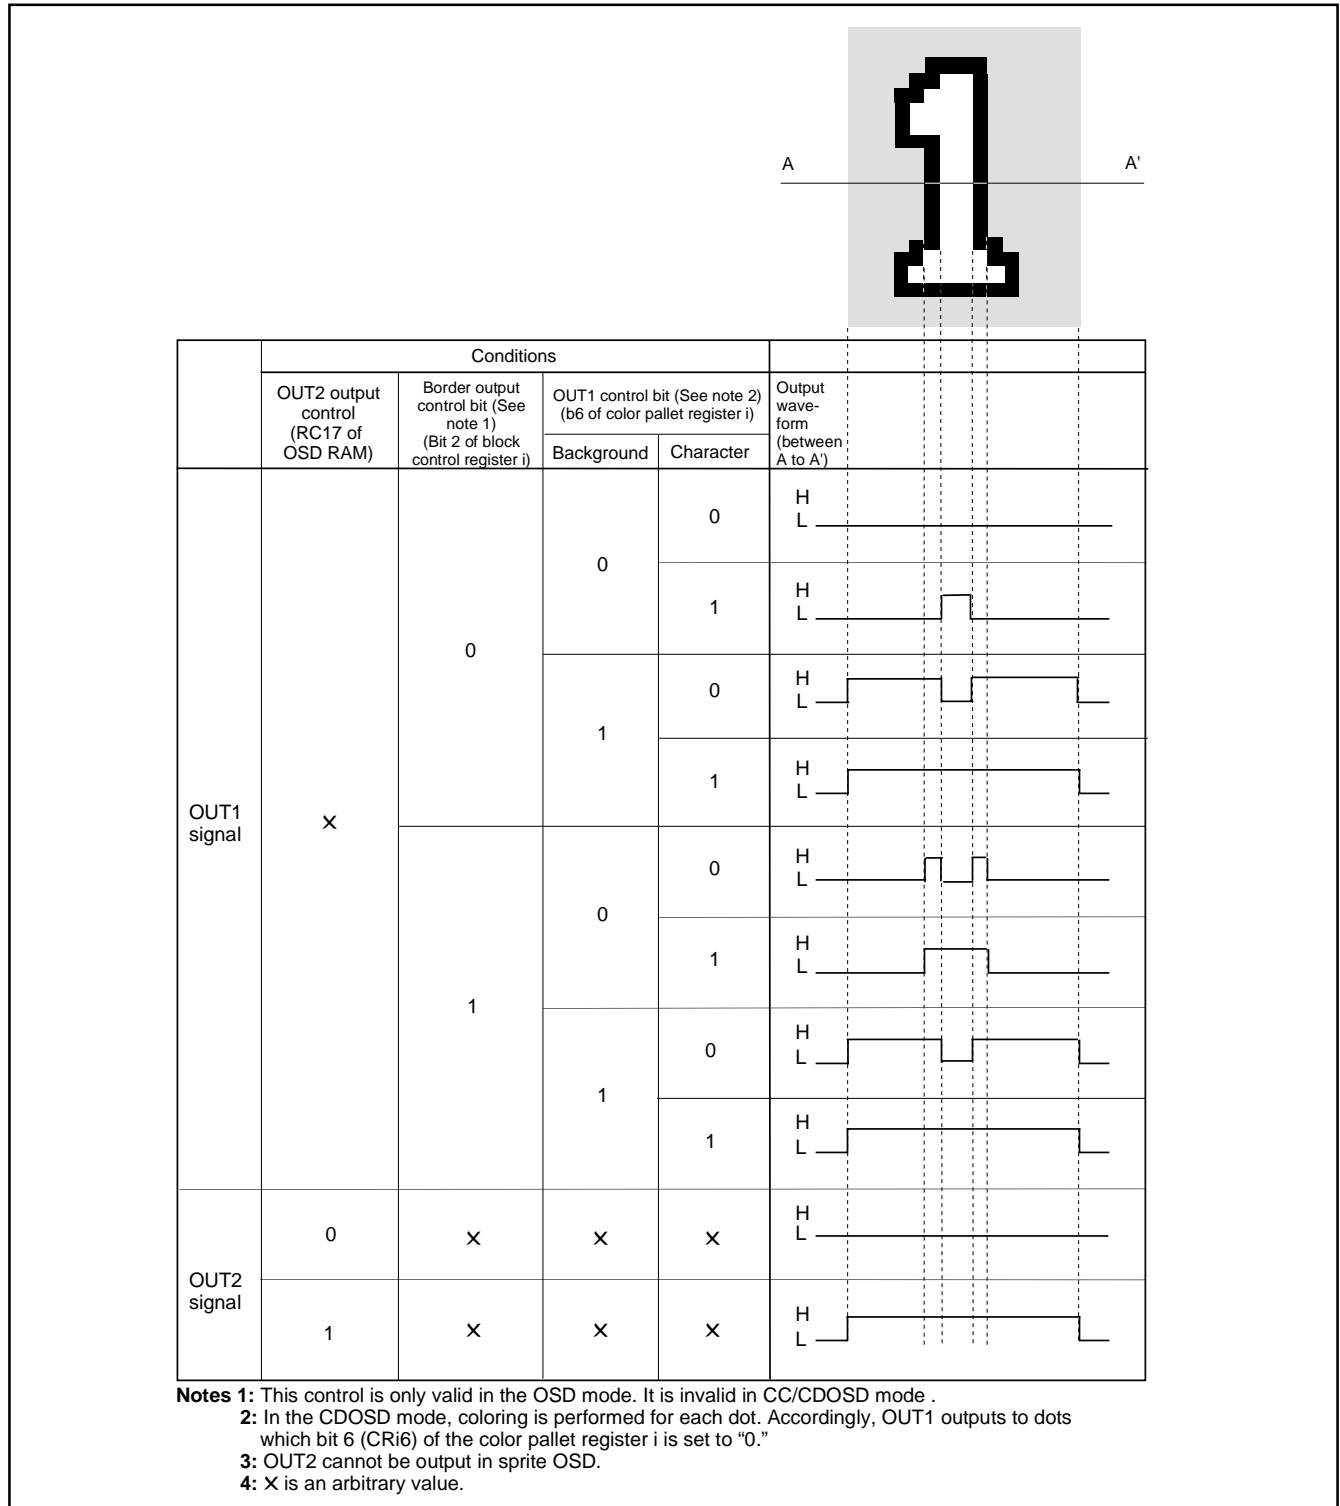 A A'
Conditions
OUT2 output
control
(RC17 of
OSD RAM)
Border output
control bit (See
note 1)
(Bit 2 of block
control register i)
OUT1 control bit (See note 2)
(b6 of color pallet register i)
Background Character
Output
wave-
form
(between
A to A')
OUT1
signal
X
0
0
0
H
L
1
H
L
1
0
H
L
1
H
L
1
0
0
H
L
1
H
L
1
0
H
L
1
H
L
OUT2
signal
0 X X X
H
L
1 X X X
H
L
Notes 1: This control is only valid in the OSD mode. It is invalid in CC/CDOSD mode .
2: In the CDOSD mode, coloring is performed for each dot. Accordingly, OUT1 outputs to dots
which bit 6 (CRi6) of the color pallet register i is set to “0.”
3: OUT2 cannot be output in sprite OSD.
4: X is an arbitrary value.